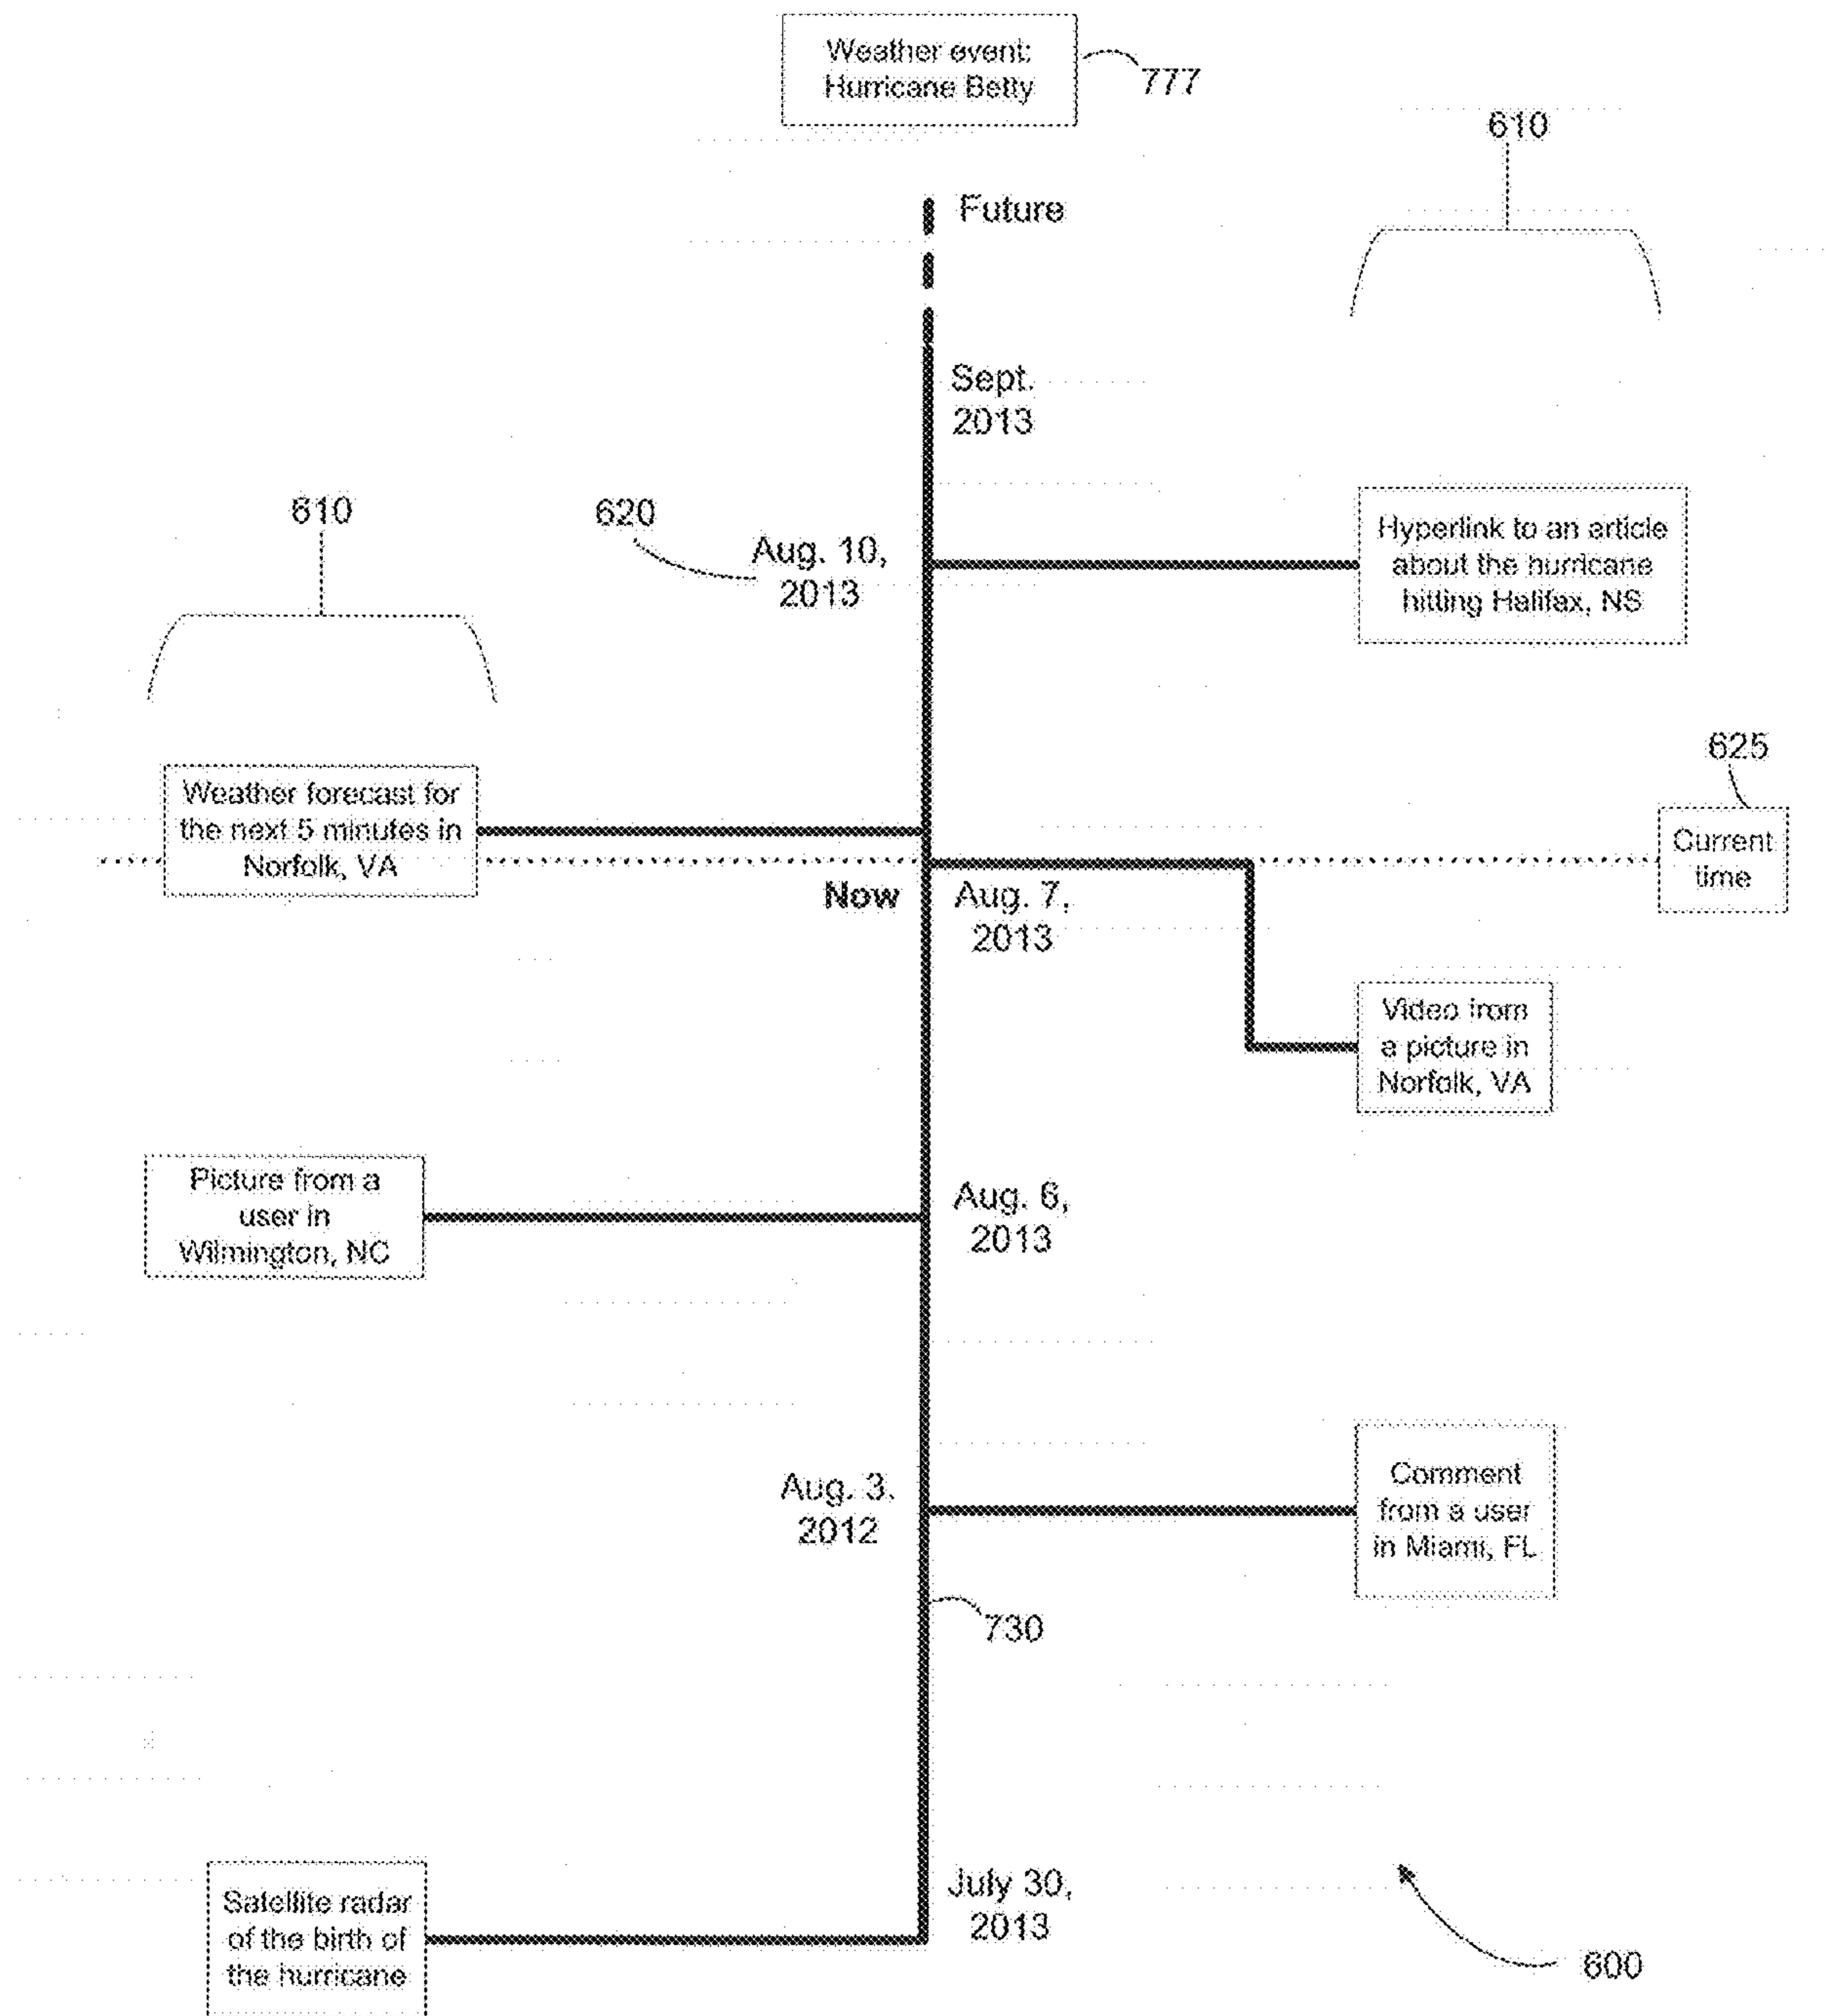 Weather event:
Hurricane Betty
777
610
Future
Sept.
2013
610
620
Aug. 10,
2013
Hyperlink to an article
about the hurricane
hitting Halifax, NS
625
Weather forecast for
the next 5 minutes in
Norfolk, VA
Current
time
Now
Aug. 7,
2013
Video from
a picture in
Norfolk, VA
Picture from a
user in
Wilmington, NC
Aug. 6,
2013
Aug. 3.
2012
Comment
from a user
in Miami, FL
730
July 30,
2013
Satellite radar
of the birth of
the hurricane
600